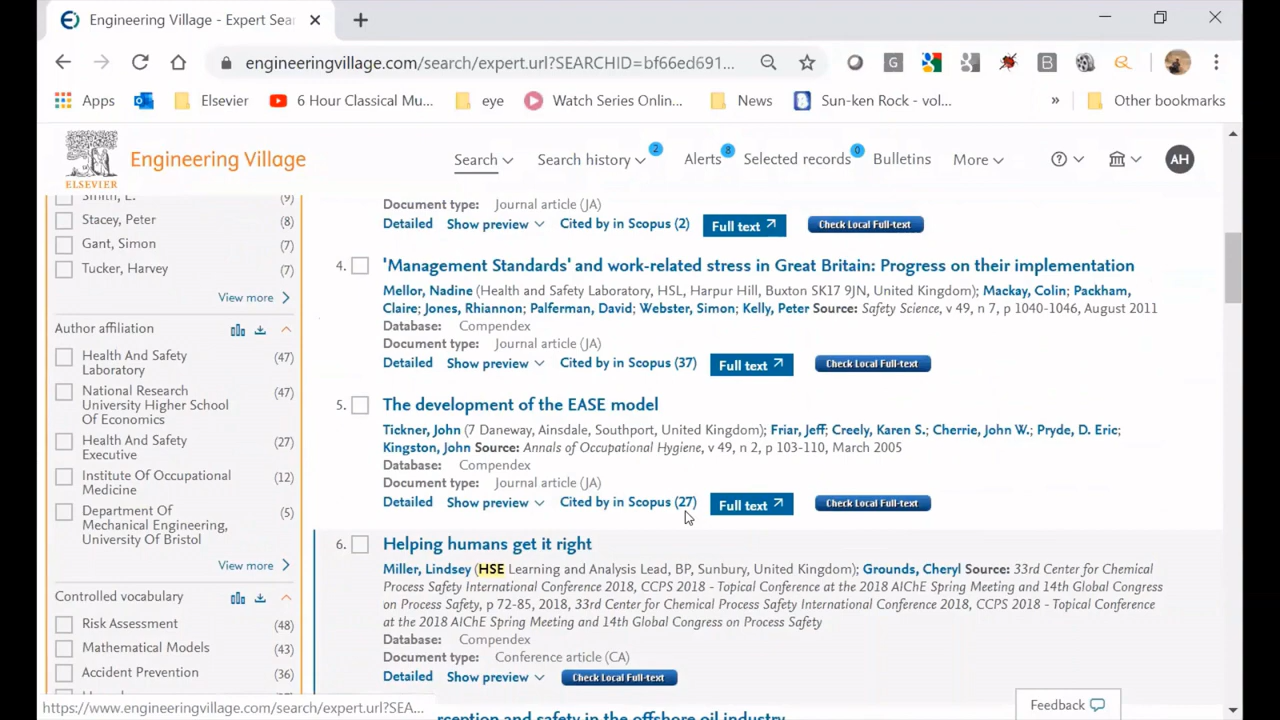 Engineering Village - Expert Sear
engineeringvillage.com/search/expert.url?SEARCHID=bf66ed691...
G
B
Apps
Elsevier
6 Hour Classical Mu...
eye
Watch Series Onlin...
News
Sun-ken Rock - vol...
»
Other bookmarks
ELSEVIER
Engineering Village
Search
Search history
2
Alerts
8
Selected records
0
Bulletins
More
AH
Smith, E.
(9)
Stacey, Peter
(8)
Gant, Simon
(7)
Tucker, Harvey
(7)
View more
Author affiliation
Health And Safety
Laboratory
(47)
National Research
University Higher School
Of Economics
(47)
Health And Safety
Executive
(27)
Institute Of Occupational
Medicine
(12)
Department Of
Mechanical Engineering,
University Of Bristol
(5)
View more
Controlled vocabulary
Risk Assessment
(48)
Mathematical Models
(43)
Accident Prevention
(36)
Document type: Journal article (JA)
Detailed Show preview Cited by in Scopus (2) Full text Check Local Full-text
4. 'Management Standards' and work-related stress in Great Britain: Progress on their implementation
Mellor, Nadine (Health and Safety Laboratory, HSL, Harpur Hill, Buxton SK17 9JN, United Kingdom); Mackay, Colin; Packham,
Claire; Jones, Rhiannon; Palferman, David; Webster, Simon; Kelly, Peter Source: Safety Science, v 49, n 7, p 1040-1046, August 2011
Database: Compendex
Document type: Journal article (JA)
Detailed Show preview Cited by in Scopus (37) Full text Check Local Full-text
5. The development of the EASE model
Tickner, John (7 Daneway, Ainsdale, Southport, United Kingdom); Friar, Jeff; Creely, Karen S.; Cherrie, John W.; Pryde, D. Eric;
Kingston, John Source: Annals of Occupational Hygiene, v 49, n 2, p 103-110, March 2005
Database: Compendex
Document type: Journal article (JA)
Detailed Show preview Cited by in Scopus (27) Full text Check Local Full-text
6. Helping humans get it right
Miller, Lindsey (HSE Learning and Analysis Lead, BP, Sunbury, United Kingdom); Grounds, Cheryl Source: 33rd Center for Chemical
Process Safety International Conference 2018, CCPS 2018 - Topical Conference at the 2018 AIChE Spring Meeting and 14th Global Congress
on Process Safety, p 72-85, 2018, 33rd Center for Chemical Process Safety International Conference 2018, CCPS 2018 - Topical Conference
at the 2018 AIChE Spring Meeting and 14th Global Congress on Process Safety
Database: Compendex
Document type: Conference article (CA)
Detailed Show preview Check Local Full-text
rception and safety in the offshore oil industry
https://www.engineeringvillage.com/search/expert.url?SEA...
Feedback